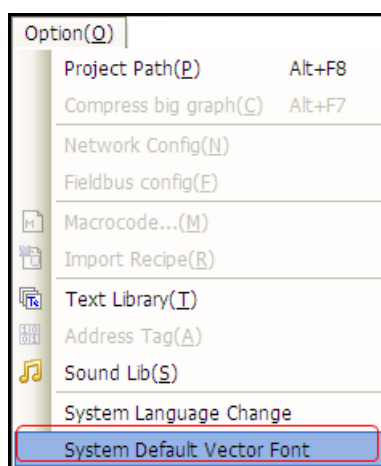 Option(O)
Project Path(P) Alt+F8
Compress big graph(C) Alt+F7
Network Config(N)
Fieldbus config(F)
Macrocode...(M)
Import Recipe(R)
Text Library(T)
Address Tag(A)
Sound Lib(S)
System Language Change
System Default Vector Font